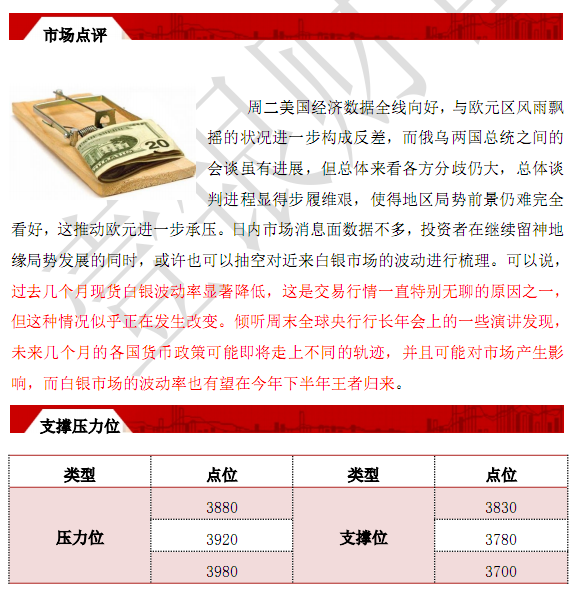 市场点评
周二美国经济数据全线向好，与欧元区风雨飘
摇的状况进一步构成反差，而俄乌两国总统之间的
会谈虽有进展，但总体来看各方分歧仍大，总体谈
判进程显得步履维艰，使得地区局势前景仍难完全
看好，这推动欧元进一步承压。日内市场消息面数据不多，投资者在继续留神地
缘局势发展的同时，或许也可以抽空对近来白银市场的波动进行梳理。可以说，
过去几个月现货白银波动率显著降低，这是交易行情一直特别无聊的原因之一，
但这种情况似乎正在发生改变。倾听周末全球央行行长年会上的一些演讲发现，
未来几个月的各国货币政策可能即将走上不同的轨迹，并且可能对市场产生影
响，而白银市场的波动率也有望在今年下半年王者归来。
支撑压力位
类型 点位 类型 点位
3880 3830
压力位 3920 支撑位 3780
3980 3700
20